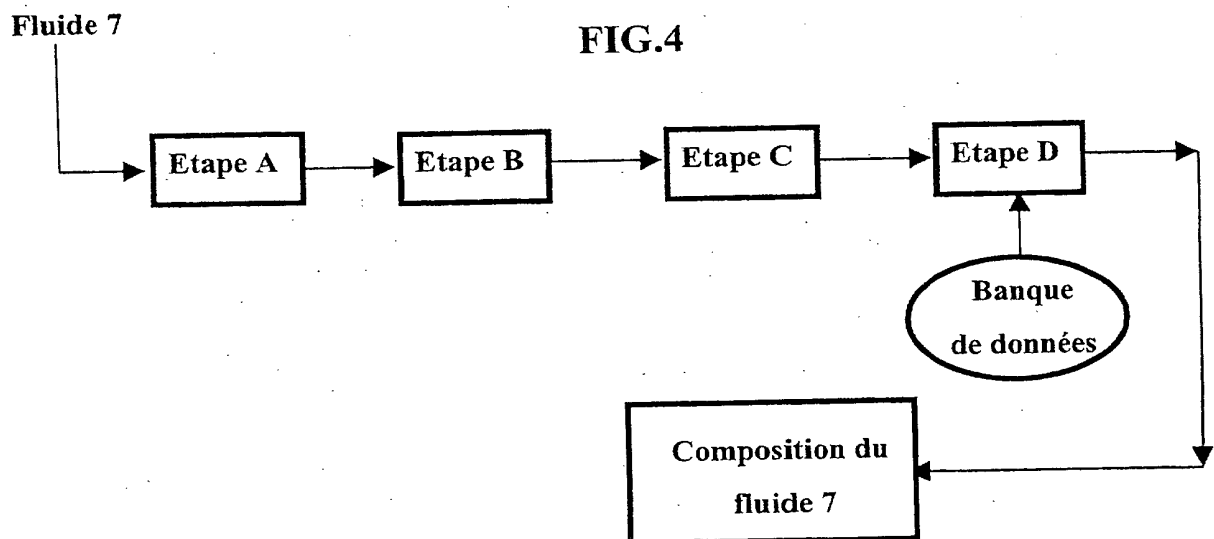 Fluide 7
FIG.4
Etape A
Etape B
Etape C
Etape D
Banque
de données
Composition du
fluide 7